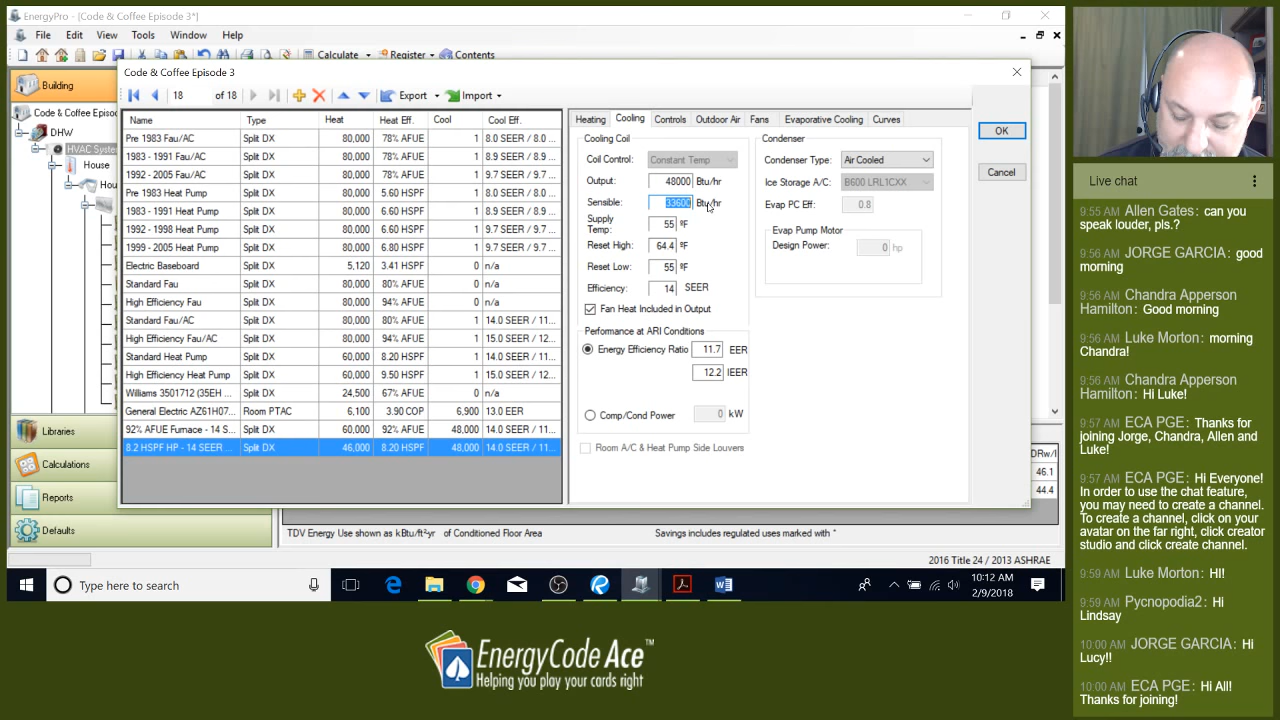 EnergyPro - [Code & Coffee Episode 3*]
File Edit View Tools Window Help
Calculate Register Contents
Building
Code & Coffee Episod
DHW
HVAC System
House
Hou
Libraries
Calculations
Reports
Defaults
Code & Coffee Episode 3
18 of 18 Export Import
Name Type Heat Heat Eff. Cool Cool Eff.
Pre 1983 Fau/AC Split DX 80,000 78% AFUE 1 8.0 SEER / 8.0 ...
1983 - 1991 Fau/AC Split DX 80,000 78% AFUE 1 8.9 SEER / 8.9 ...
1992 - 2005 Fau/AC Split DX 80,000 78% AFUE 1 9.7 SEER / 9.7 ...
Pre 1983 Heat Pump Split DX 80,000 5.60 HSPF 1 8.0 SEER / 8.0 ...
1983 - 1991 Heat Pump Split DX 80,000 6.60 HSPF 1 8.9 SEER / 8.9 ...
1992 - 1998 Heat Pump Split DX 80,000 6.60 HSPF 1 9.7 SEER / 9.7 ...
1999 - 2005 Heat Pump Split DX 80,000 6.80 HSPF 1 9.7 SEER / 9.7 ...
Electric Baseboard Split DX 5,120 3.41 HSPF 0 n/a
Standard Fau Split DX 80,000 80% AFUE 0 n/a
High Efficiency Fau Split DX 80,000 94% AFUE 0 n/a
Standard Fau/AC Split DX 80,000 80% AFUE 1 14.0 SEER / 11...
High Efficiency Fau/AC Split DX 80,000 94% AFUE 1 15.0 SEER / 12...
Standard Heat Pump Split DX 60,000 8.20 HSPF 1 14.0 SEER / 11...
High Efficiency Heat Pump Split DX 60,000 9.50 HSPF 1 15.0 SEER / 12...
Williams 3501712 (35EH ... Split DX 24,500 67% AFUE 0 n/a
General Electric AZ61H07... Room PTAC 6,100 3.90 COP 6,900 13.0 EER
92% AFUE Furnace - 14 S... Split DX 60,000 92% AFUE 48,000 14.0 SEER / 11...
8.2 HSPF HP - 14 SEER ... Split DX 46,000 8.20 HSPF 48,000 14.0 SEER / 11...
Heating Cooling Controls Outdoor Air Fans Evaporative Cooling Curves
Cooling Coil
Coil Control: Constant Temp
Output: 48000 Btu/hr
Sensible: 33600 Btu/hr
Supply Temp: 55 ºF
Reset High: 64.4 ºF
Reset Low: 55 ºF
Efficiency: 14 SEER
Fan Heat Included in Output
Performance at ARI Conditions
Energy Efficiency Ratio 11.7 EER
12.2 IEER
Comp/Cond Power 0 kW
Room A/C & Heat Pump Side Louvers
Condenser
Condenser Type: Air Cooled
Ice Storage A/C: B600 LRL1CXX
Evap PC Eff: 0.8
Evap Pump Motor
Design Power: 0 hp
OK
Cancel
DRw/I
46.1
44.4
TDV Energy Use shown as kBtu/ft²yr of Conditioned Floor Area Savings includes regulated uses marked with *
2016 Title 24 / 2013 ASHRAE
Type here to search
10:12 AM
2/9/2018
EnergyCode Ace™
Helping you play your cards right
Live chat
9:55 AM Allen Gates: can you
speak louder, pls.?
9:56 AM JORGE GARCIA: good
morning
9:56 AM Chandra Apperson
Hamilton: Good morning
9:56 AM Luke Morton: morning
Chandra!
9:56 AM Chandra Apperson
Hamilton: Hi Luke!
9:57 AM ECA PGE: Thanks for
joining Jorge, Chandra, Allen and
Luke!
9:57 AM ECA PGE: Hi Everyone!
In order to use the chat feature,
you may need to create a channel.
To create a channel, click on your
avatar on the far right, click creator
studio and click create channel.
9:59 AM Luke Morton: HI!
9:59 AM Pycnopodia2: Hi
Lindsay
10:00 AM JORGE GARCIA: Hi
Lucy!!
10:00 AM ECA PGE: Hi All!
Thanks for joining!